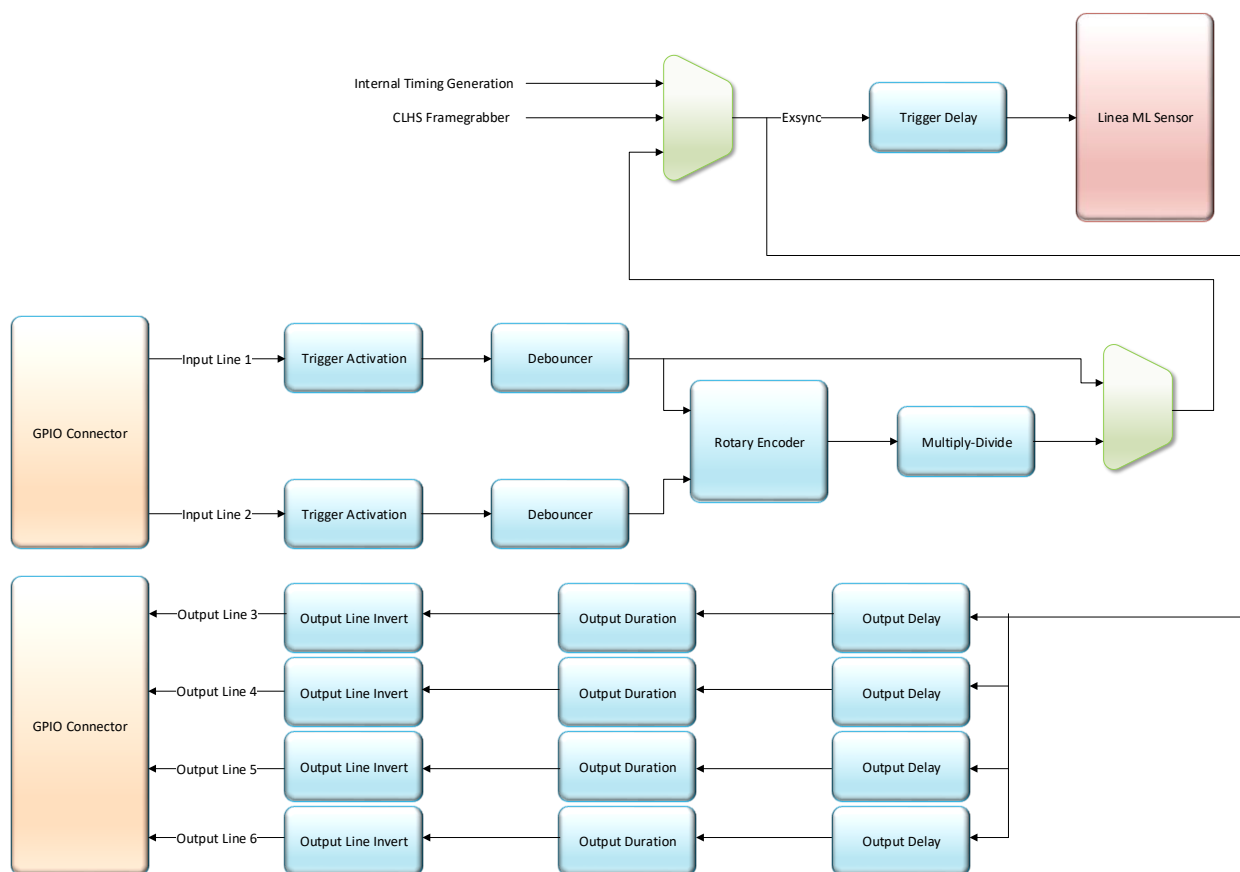 Internal Timing Generation
CLHS Framegrabber
Exsync
Trigger Delay
Linea ML Sensor
GPIO Connector
Input Line 1
Trigger Activation
Debouncer
Rotary Encoder
Multiply-Divide
Input Line 2
Trigger Activation
Debouncer
GPIO Connector
Output Line 3
Output Line Invert
Output Duration
Output Delay
Output Line 4
Output Line Invert
Output Duration
Output Delay
Output Line 5
Output Line Invert
Output Duration
Output Delay
Output Line 6
Output Line Invert
Output Duration
Output Delay